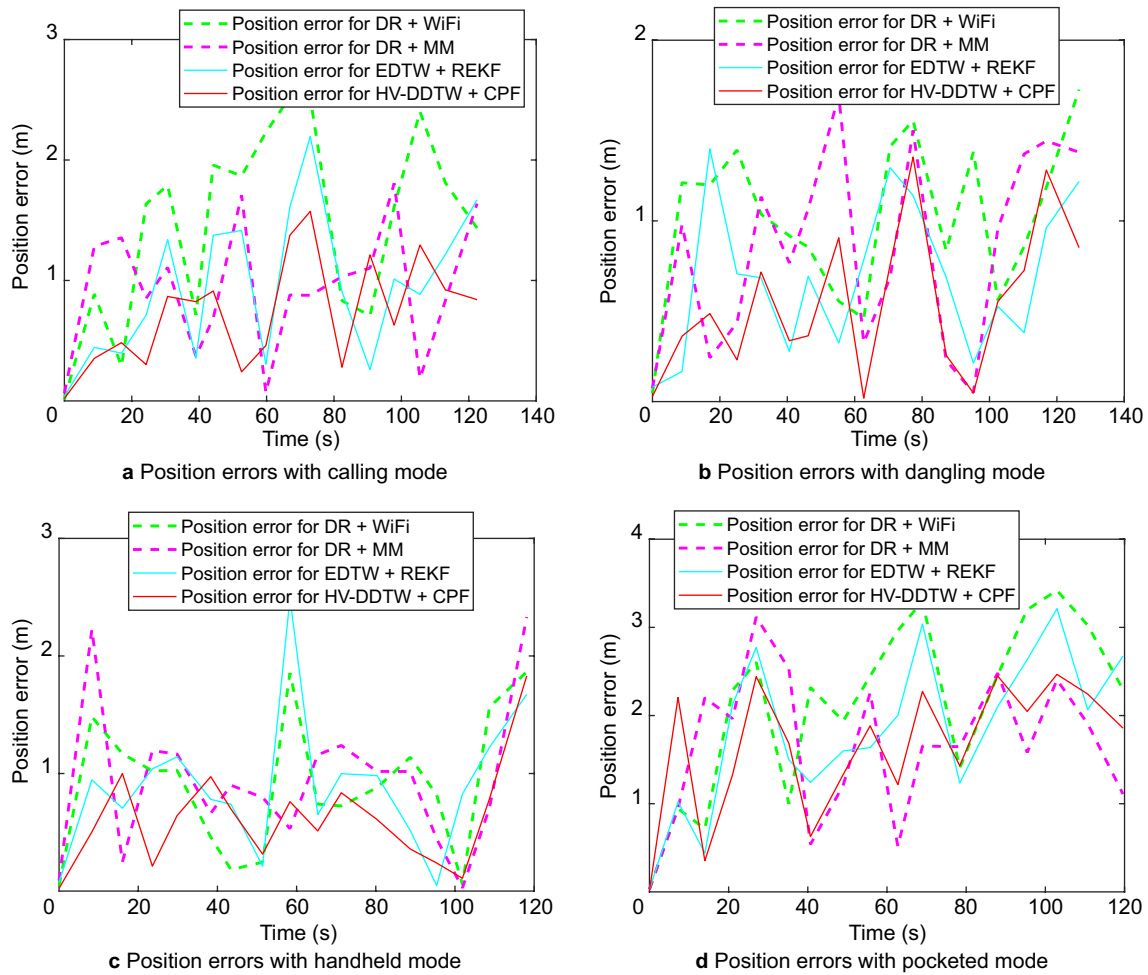 3
2
1
0
20
40
60
80
100
120
140
Position error (m)
Time (s)
Position error for DR + WiFi
Position error for DR + MM
Position error for EDTW + REKF
Position error for HV-DDTW + CPF
a Position errors with calling mode
2
1
0
20
40
60
80
100
120
140
Position error (m)
Time (s)
Position error for DR + WiFi
Position error for DR + MM
Position error for EDTW + REKF
Position error for HV-DDTW + CPF
b Position errors with dangling mode
3
2
1
0
20
40
60
80
100
120
Position error (m)
Time (s)
Position error for DR + WiFi
Position error for DR + MM
Position error for EDTW + REKF
Position error for HV-DDTW + CPF
c Position errors with handheld mode
4
3
2
1
0
20
40
60
80
100
120
Position error (m)
Time (s)
Position error for DR + WiFi
Position error for DR + MM
Position error for EDTW + REKF
Position error for HV-DDTW + CPF
d Position errors with pocketed mode